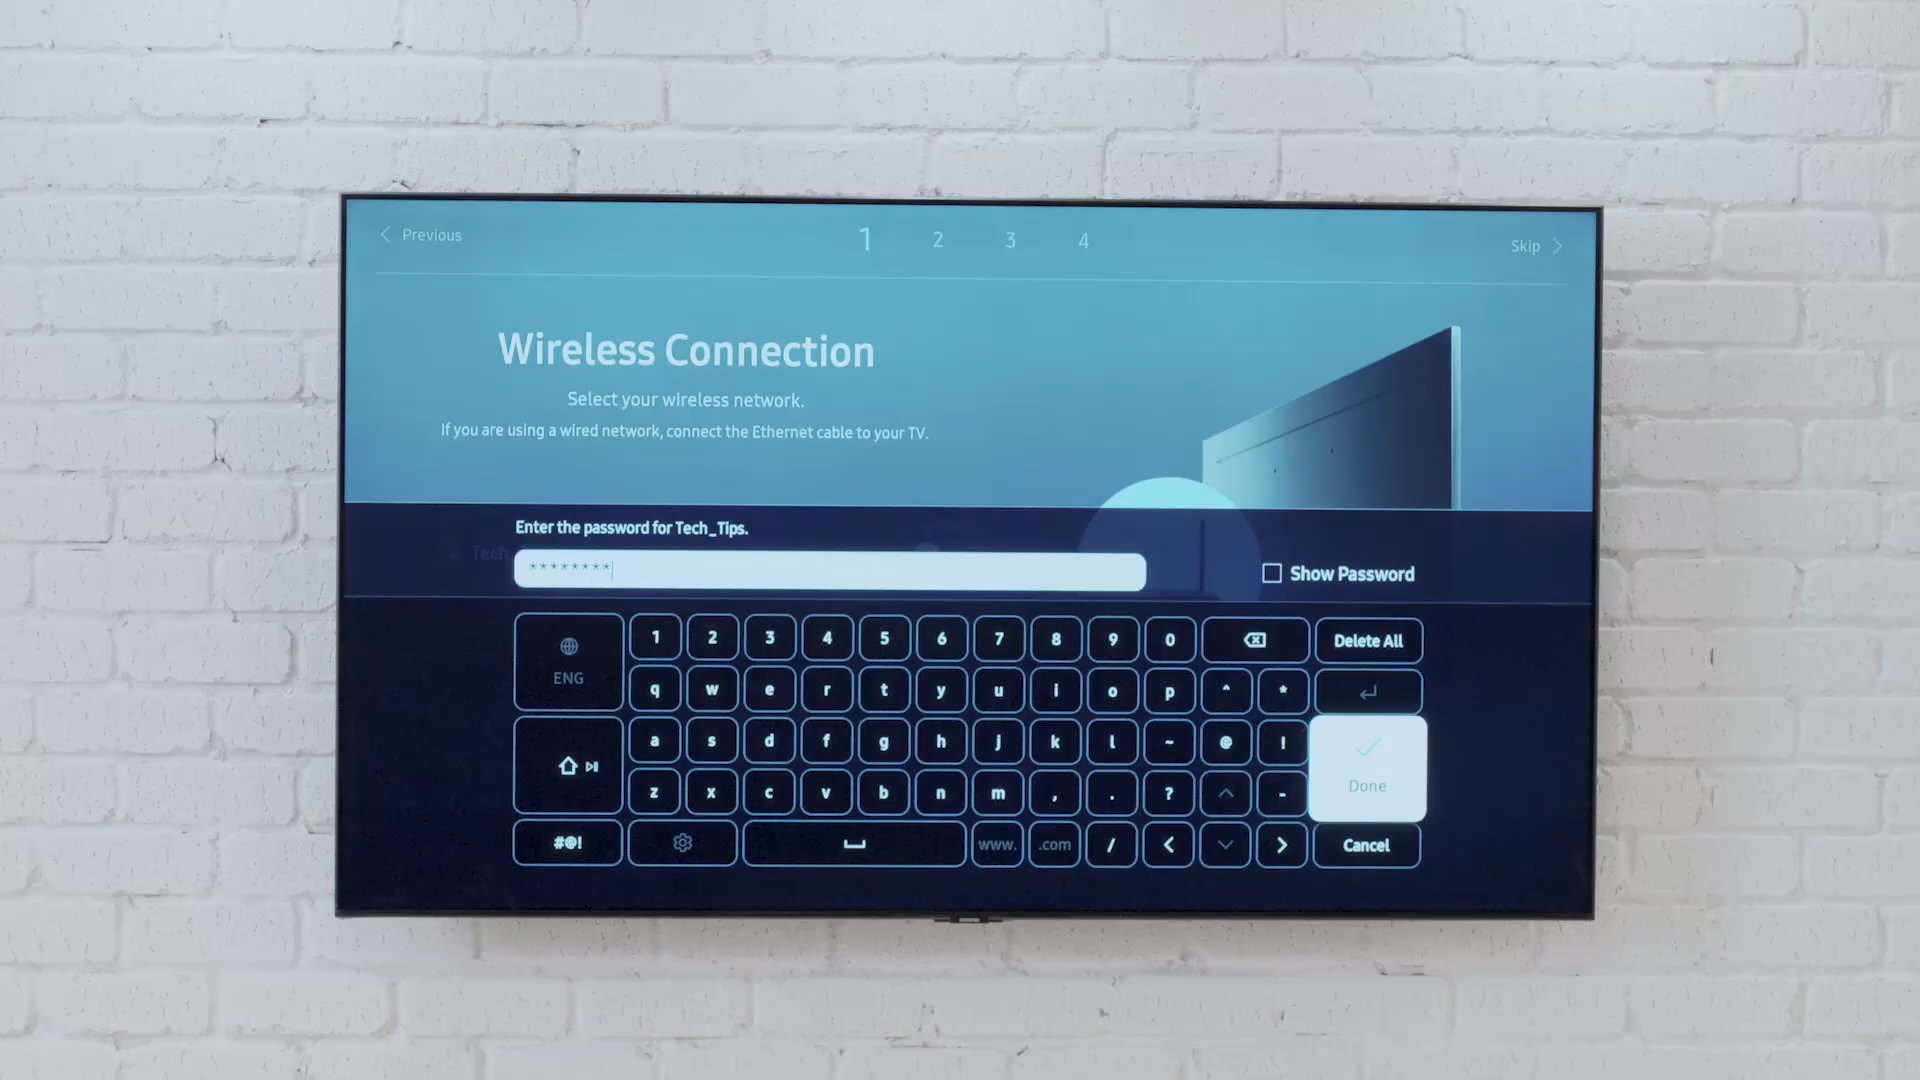 Previous
1 2 3 4
Skip
Wireless Connection
Select your wireless network.
If you are using a wired network, connect the Ethernet cable to your TV.
Enter the password for Tech_Tips.
Tech
********
Show Password
ENG
1 2 3 4 5 6 7 8 9 0 Delete All
q w e r t y u i o p ^ *
a s d f g h j k l ~ @ !
Done
z x c v b n m , . ? -
#@! www. .com / < > Cancel